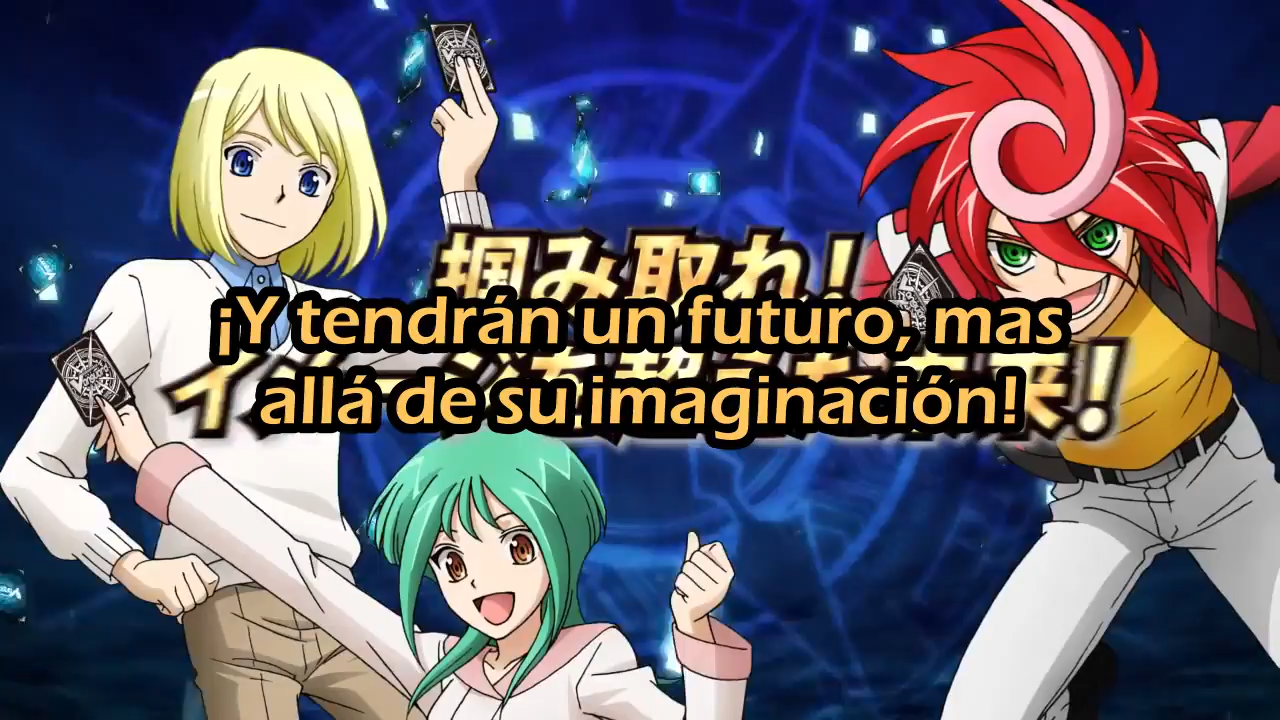 掴み取れ!
¡Y tendrán un futuro, mas
allá de su imaginación!